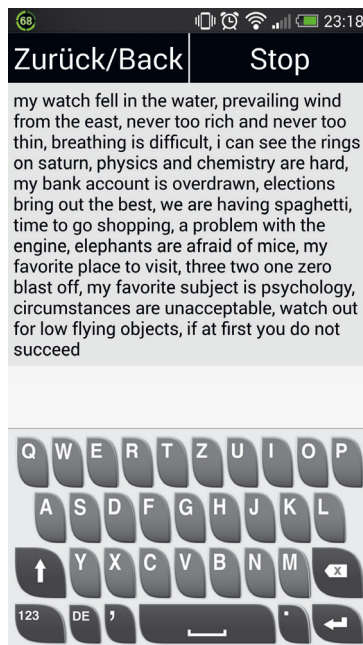 68 23:18
Zurück/Back Stop
my watch fell in the water, prevailing wind
from the east, never too rich and never too
thin, breathing is difficult, i can see the rings
on saturn, physics and chemistry are hard,
my bank account is overdrawn, elections
bring out the best, we are having spaghetti,
time to go shopping, a problem with the
engine, elephants are afraid of mice, my
favorite place to visit, three two one zero
blast off, my favorite subject is psychology,
circumstances are unacceptable, watch out
for low flying objects, if at first you do not
succeed
Q W E R T Z U I O P
A S D F G H J K L
Y X C V B N M x
123 DE , .